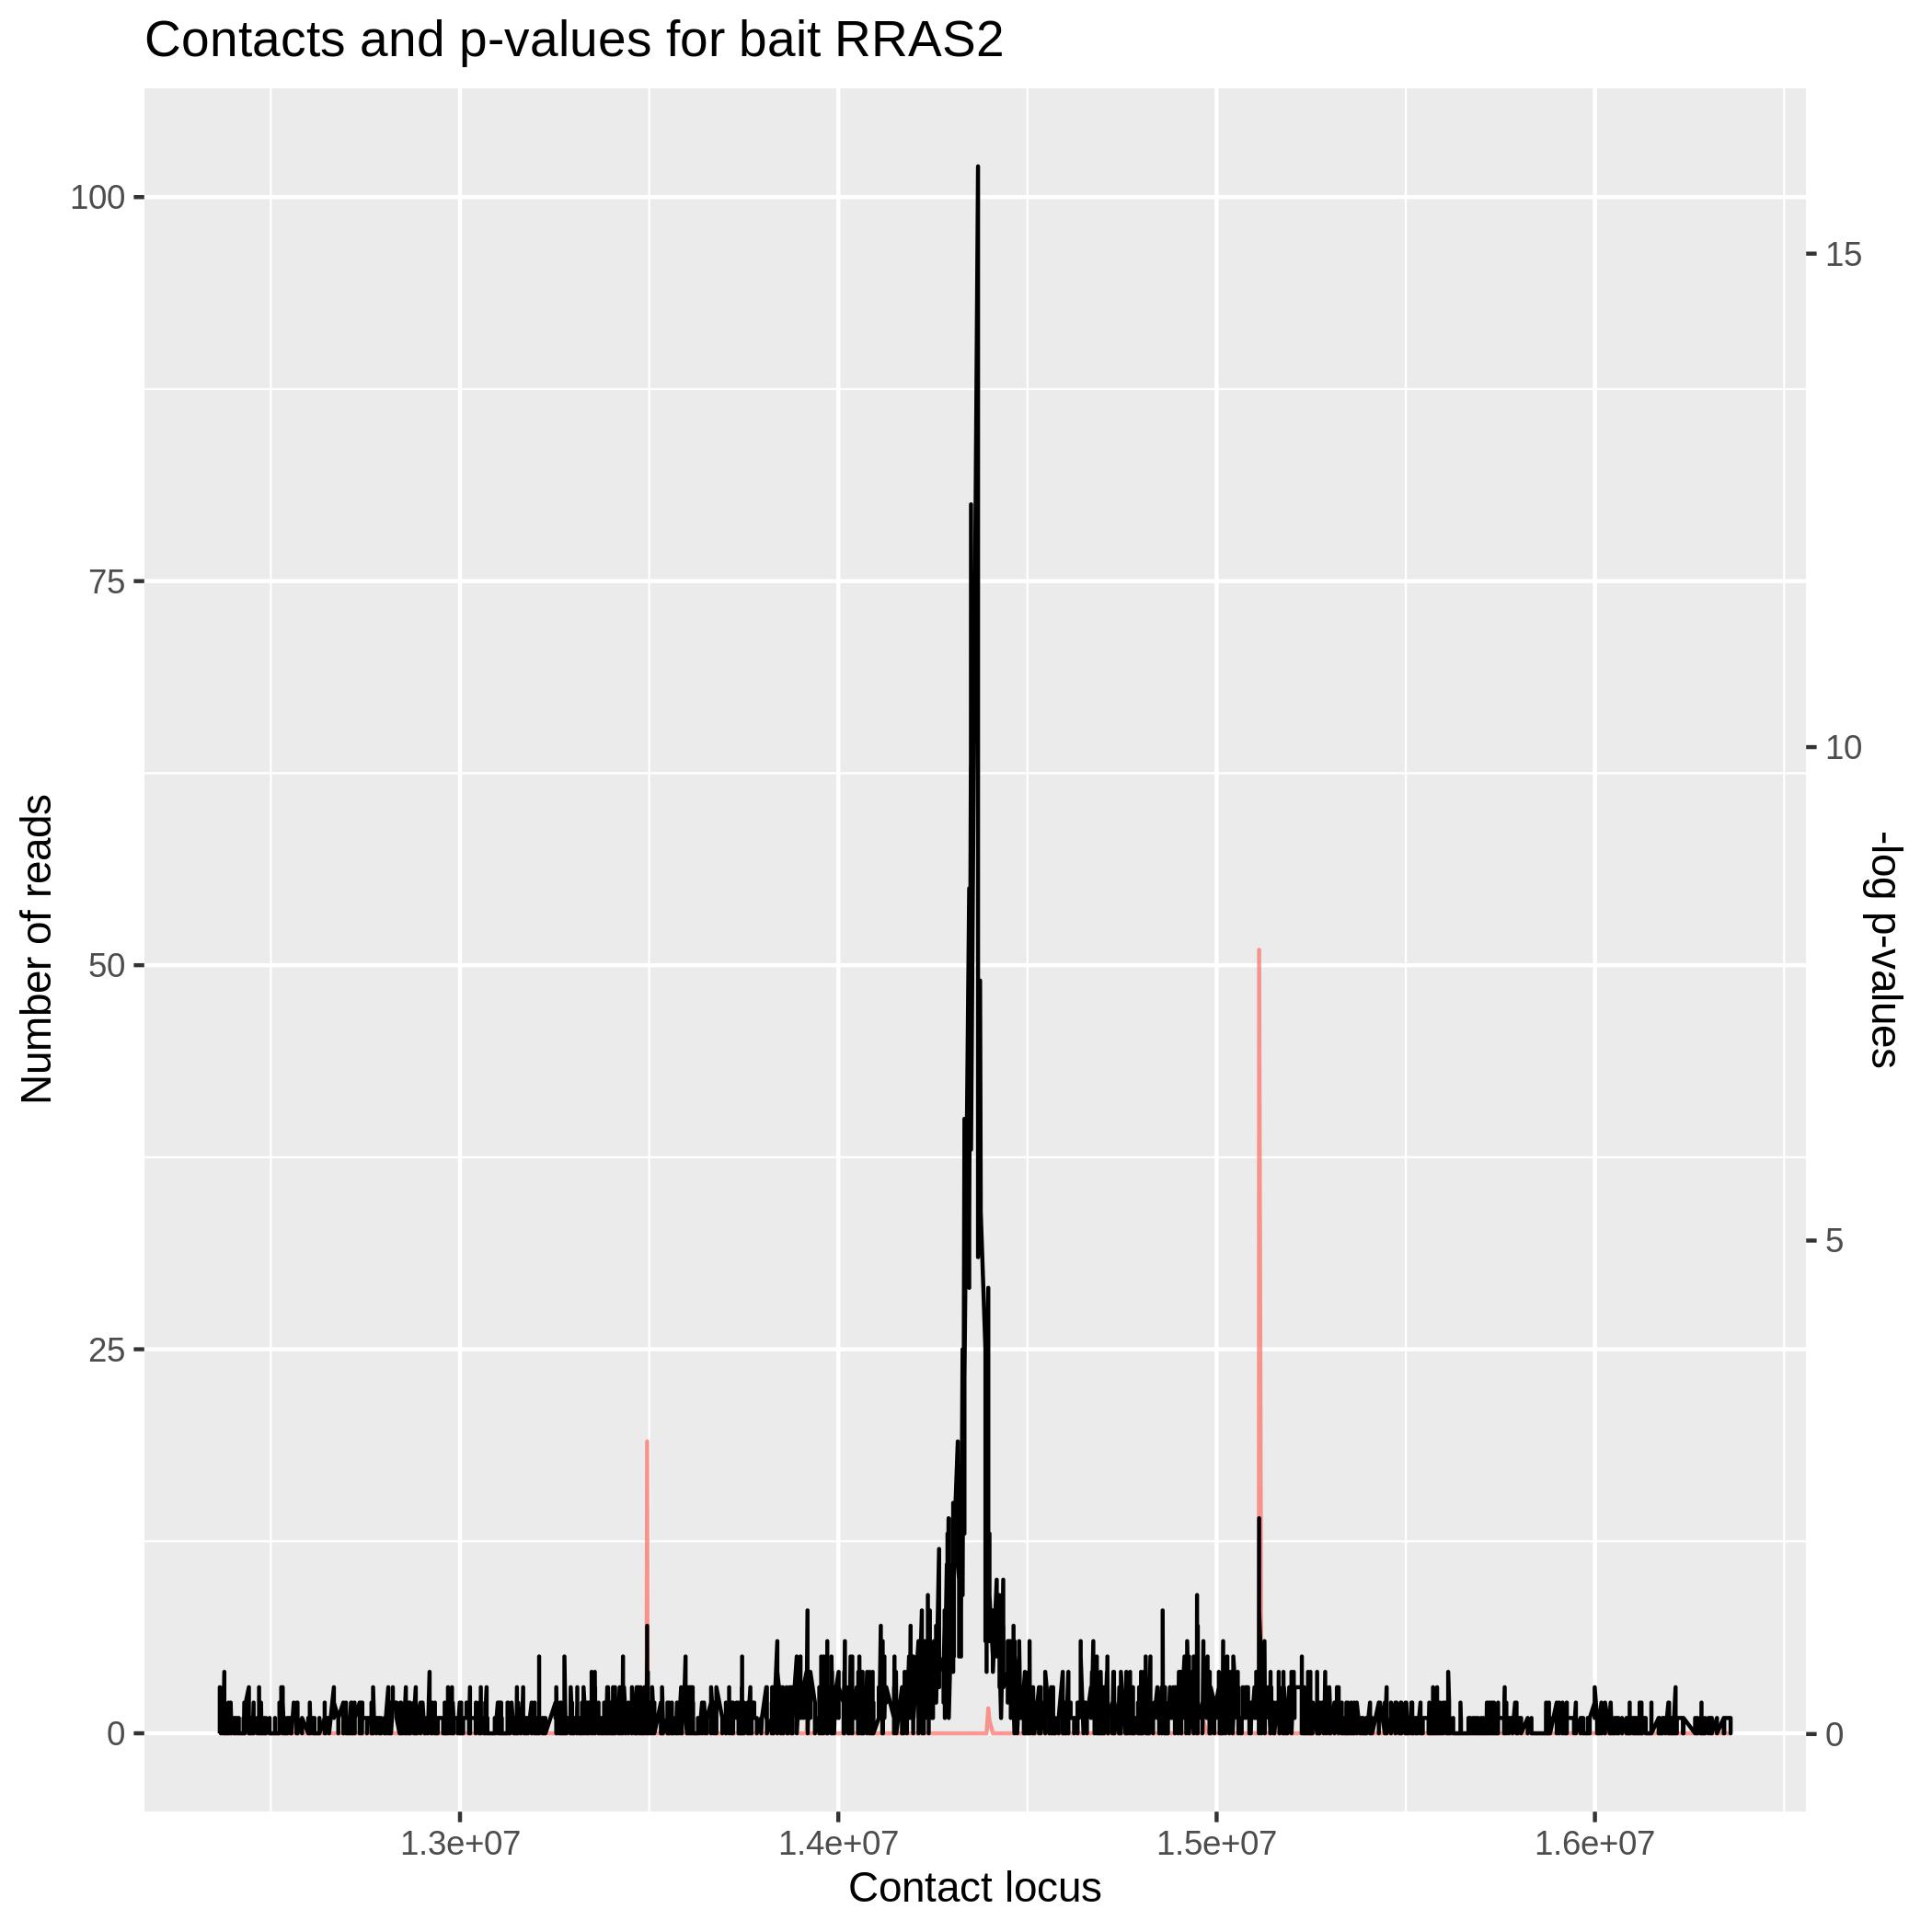 Contacts and p-values for bait RRAS2
100
75
50
25
0
Number of reads
15
10
5
0
-log p-values
1.3e+07
1.4e+07
1.5e+07
1.6e+07
Contact locus